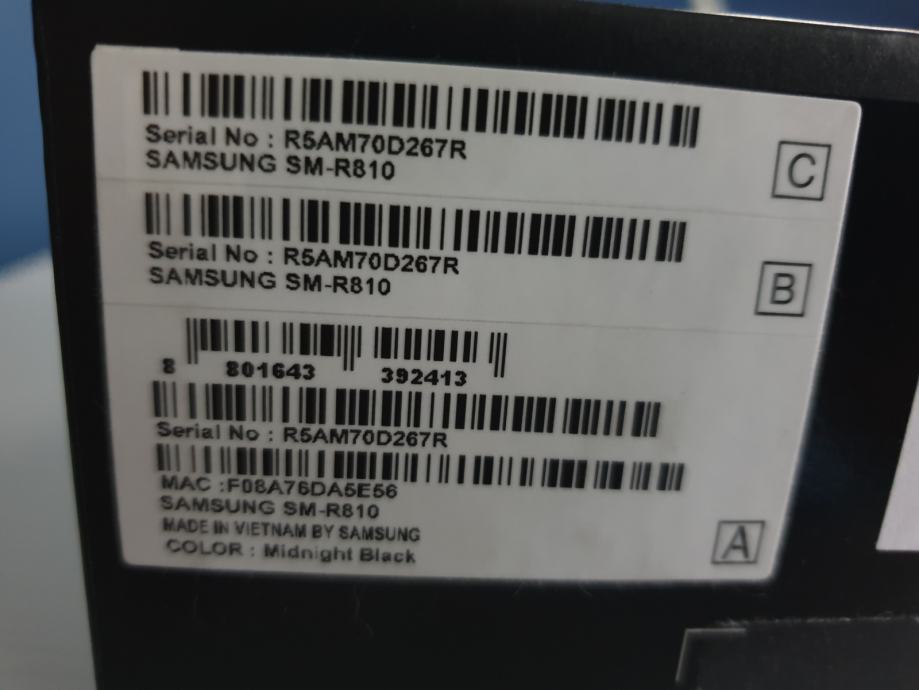 Serial No : R5AM70D267R
SAMSUNG SM-R810
C
Serial No : R5AM70D267R
SAMSUNG SM-R810
B
8 801643 392413
Serial No : R5AM70D267R
MAC :F08A76DA5E56
SAMSUNG SM-R810
MADE IN VIETNAM BY SAMSUNG
COLOR : Midnight Black
A